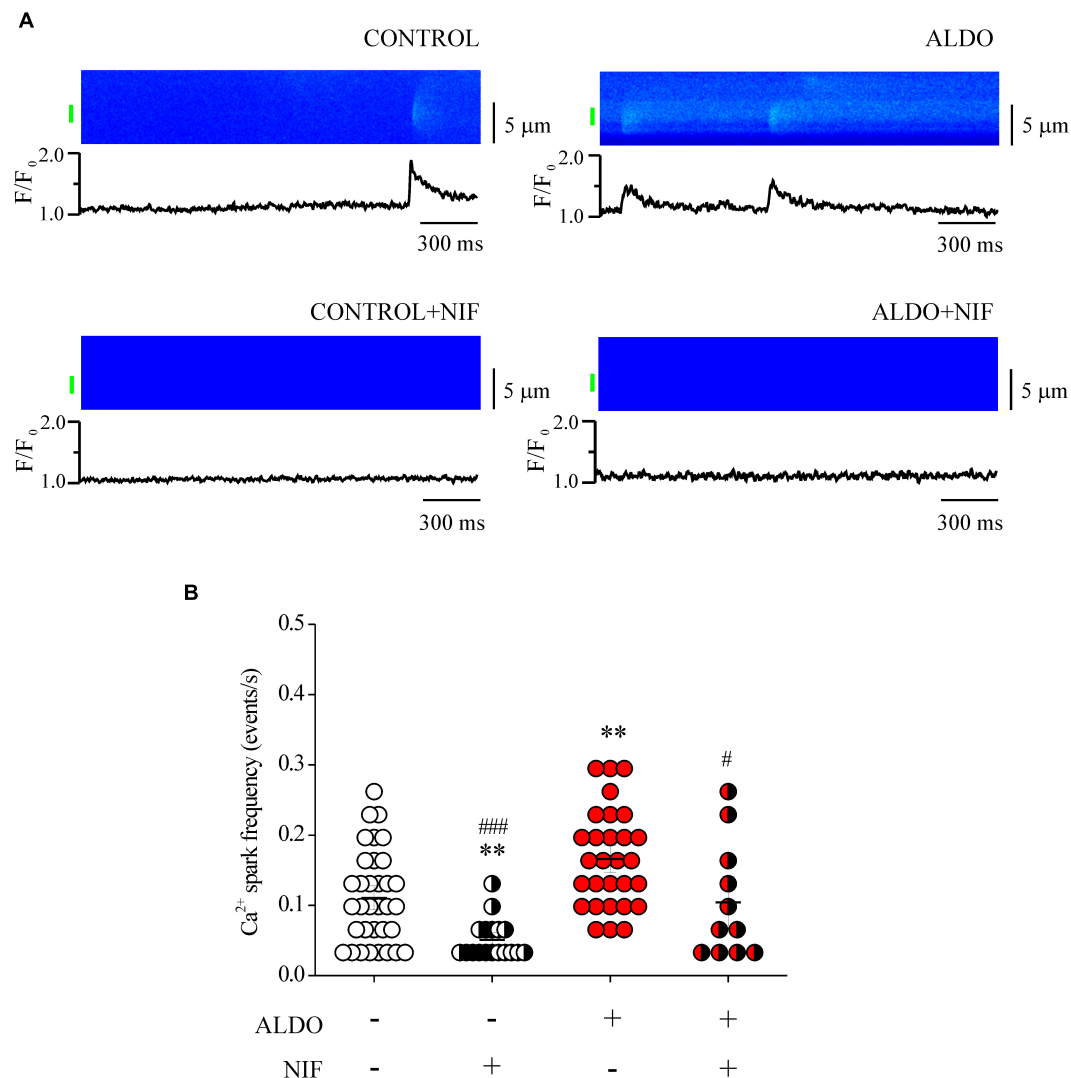 A
CONTROL
ALDO
5 µm
5 µm
F/F0
2.0
1.0
300 ms
F/F0
2.0
1.0
300 ms
CONTROL+NIF
ALDO+NIF
5 µm
5 µm
F/F0
2.0
1.0
300 ms
F/F0
2.0
1.0
300 ms
B
Ca2+ spark frequency (events/s)
0.5
0.4
0.3
0.2
0.1
0.0
###
**
**
#
ALDO - - + +
NIF - + - +